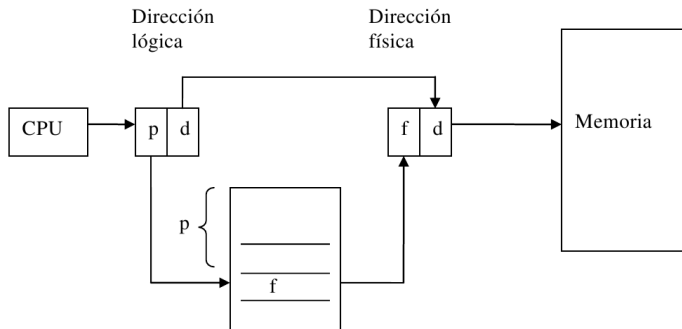 Dirección
lógica
Dirección
física
CPU
p
d
f
d
Memoria
p
f